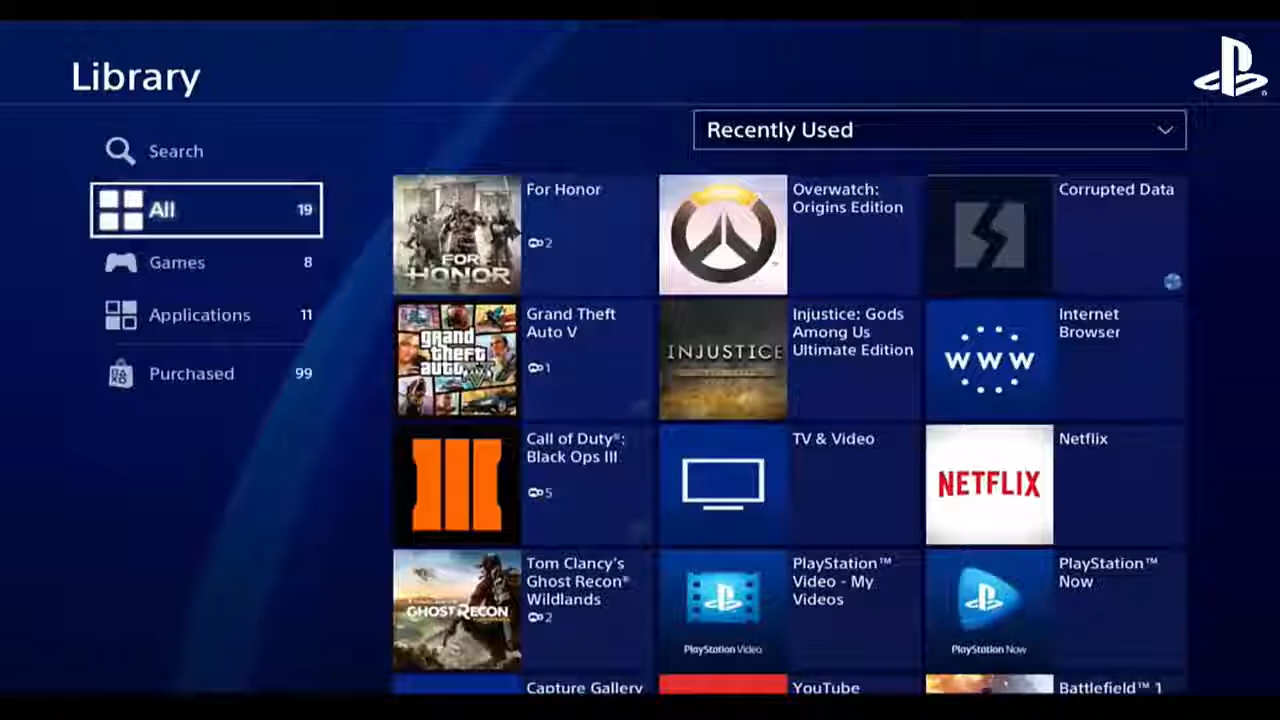 Library
Recently Used
Search
All 19
Games 8
Applications 11
Purchased 99
For Honor
2
FOR
HONOR
Overwatch:
Origins Edition
Corrupted Data
Grand Theft
Auto V
1
grand
theft
auto
V
Injustice: Gods
Among Us
Ultimate Edition
INJUSTICE
Internet
Browser
WWW
Call of Duty®:
Black Ops III
5
III
TV & Video
Netflix
NETFLIX
Tom Clancy's
Ghost Recon®
Wildlands
2
GHOST RECON
PlayStation™
Video - My
Videos
PlayStation Video
PlayStation™
Now
PlayStation Now
Capture Gallery
YouTube
Battlefield™ 1